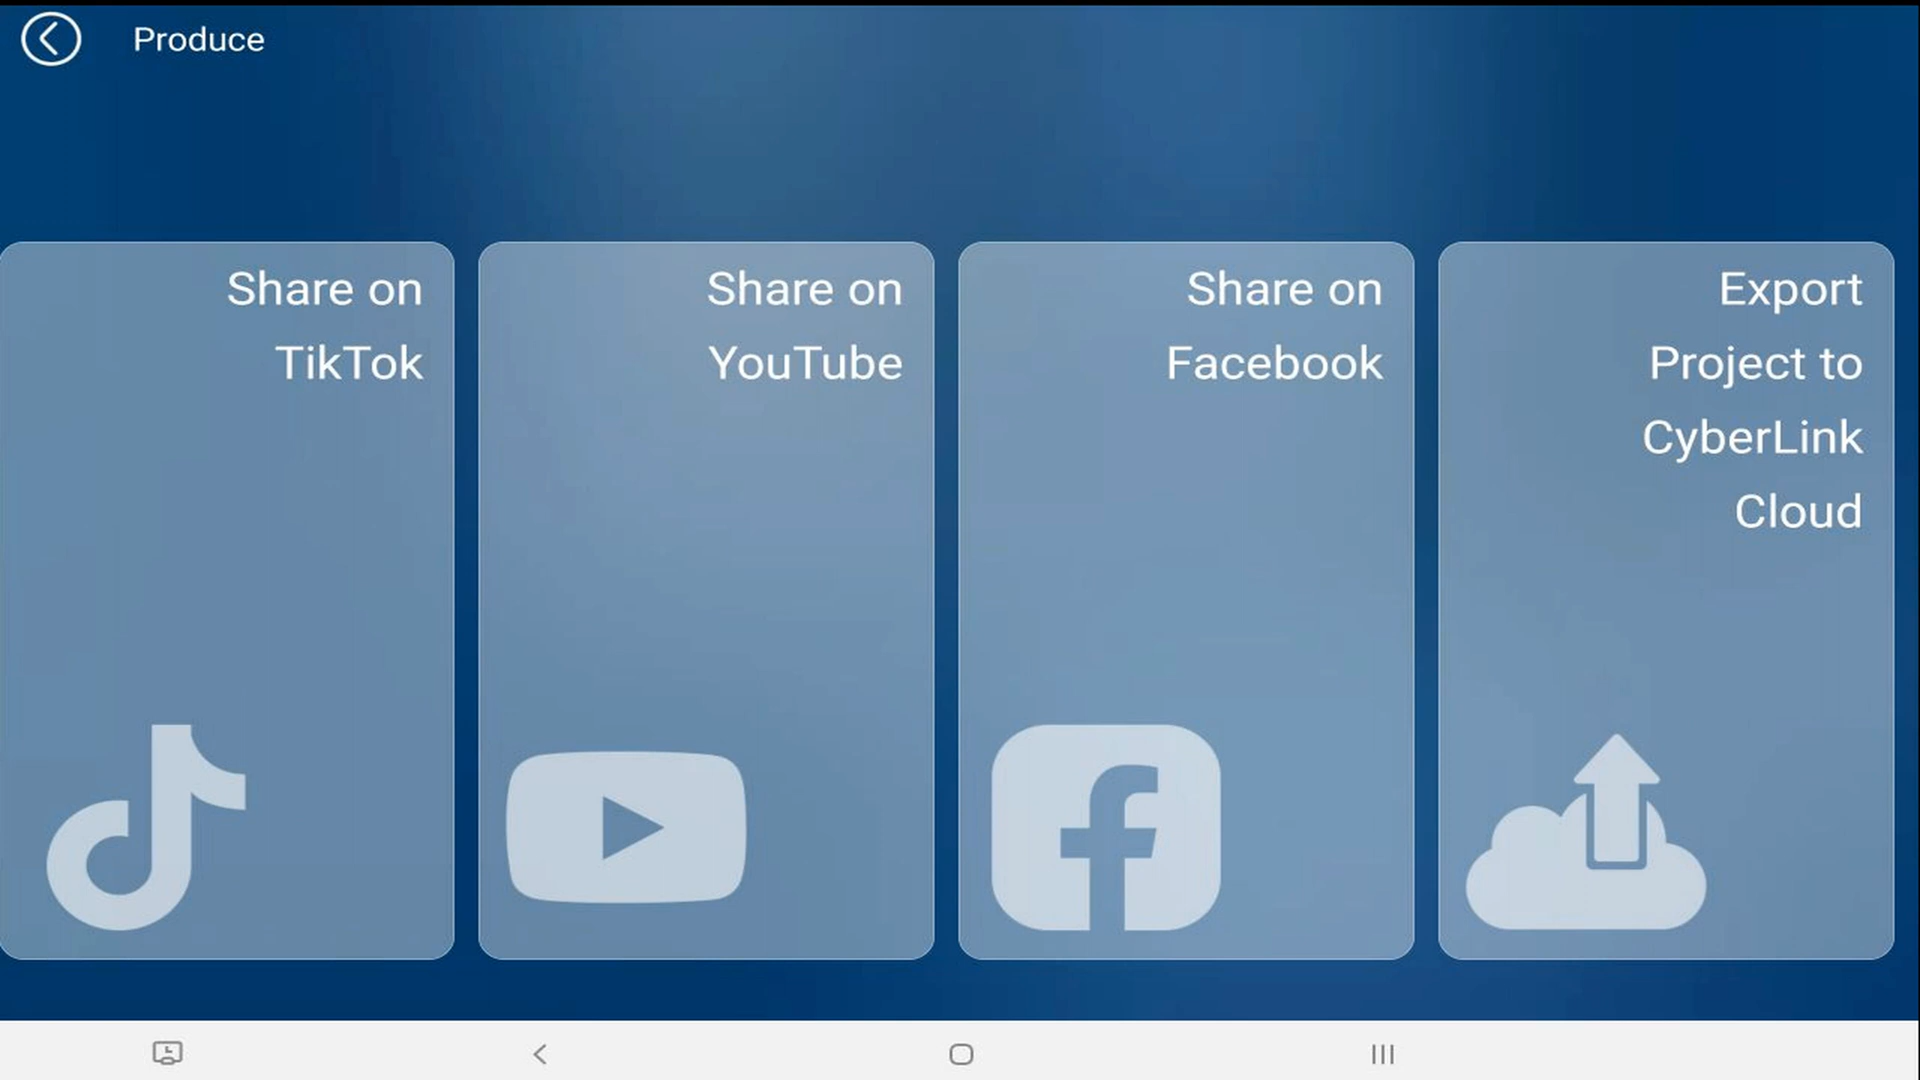 Produce
Share on
TikTok
Share on
YouTube
Share on
Facebook
Export
Project to
CyberLink
Cloud